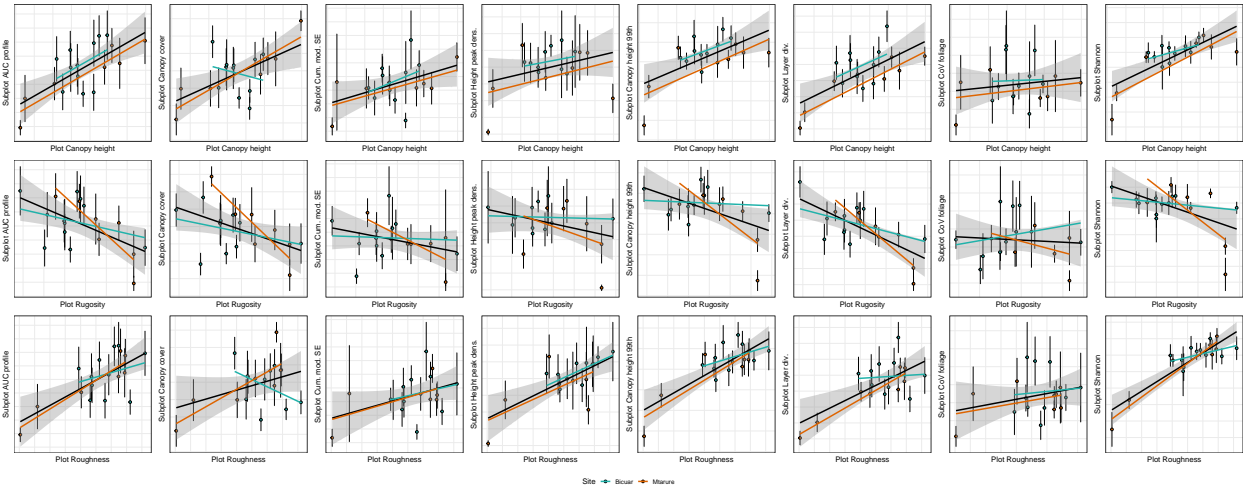 Subplot AUC profile
Plot Canopy height
Subplot Canopy cover
Plot Canopy height
Subplot Cum. mod. SE
Plot Canopy height
Subplot Height peak dens.
Plot Canopy height
Subplot Canopy height 99th
Plot Canopy height
Subplot Layer div.
Plot Canopy height
Subplot CoV foliage
Plot Canopy height
Subplot Shannon
Plot Canopy height
Subplot AUC profile
Plot Rugosity
Subplot Canopy cover
Plot Rugosity
Subplot Cum. mod. SE
Plot Rugosity
Subplot Height peak dens.
Plot Rugosity
Subplot Canopy height 99th
Plot Rugosity
Subplot Layer div.
Plot Rugosity
Subplot CoV foliage
Plot Rugosity
Subplot Shannon
Plot Rugosity
Subplot AUC profile
Plot Roughness
Subplot Canopy cover
Plot Roughness
Subplot Cum. mod. SE
Plot Roughness
Subplot Height peak dens.
Plot Roughness
Subplot Canopy height 99th
Plot Roughness
Subplot Layer div.
Plot Roughness
Subplot CoV foliage
Plot Roughness
Subplot Shannon
Plot Roughness
Site Bicuar Mtarure